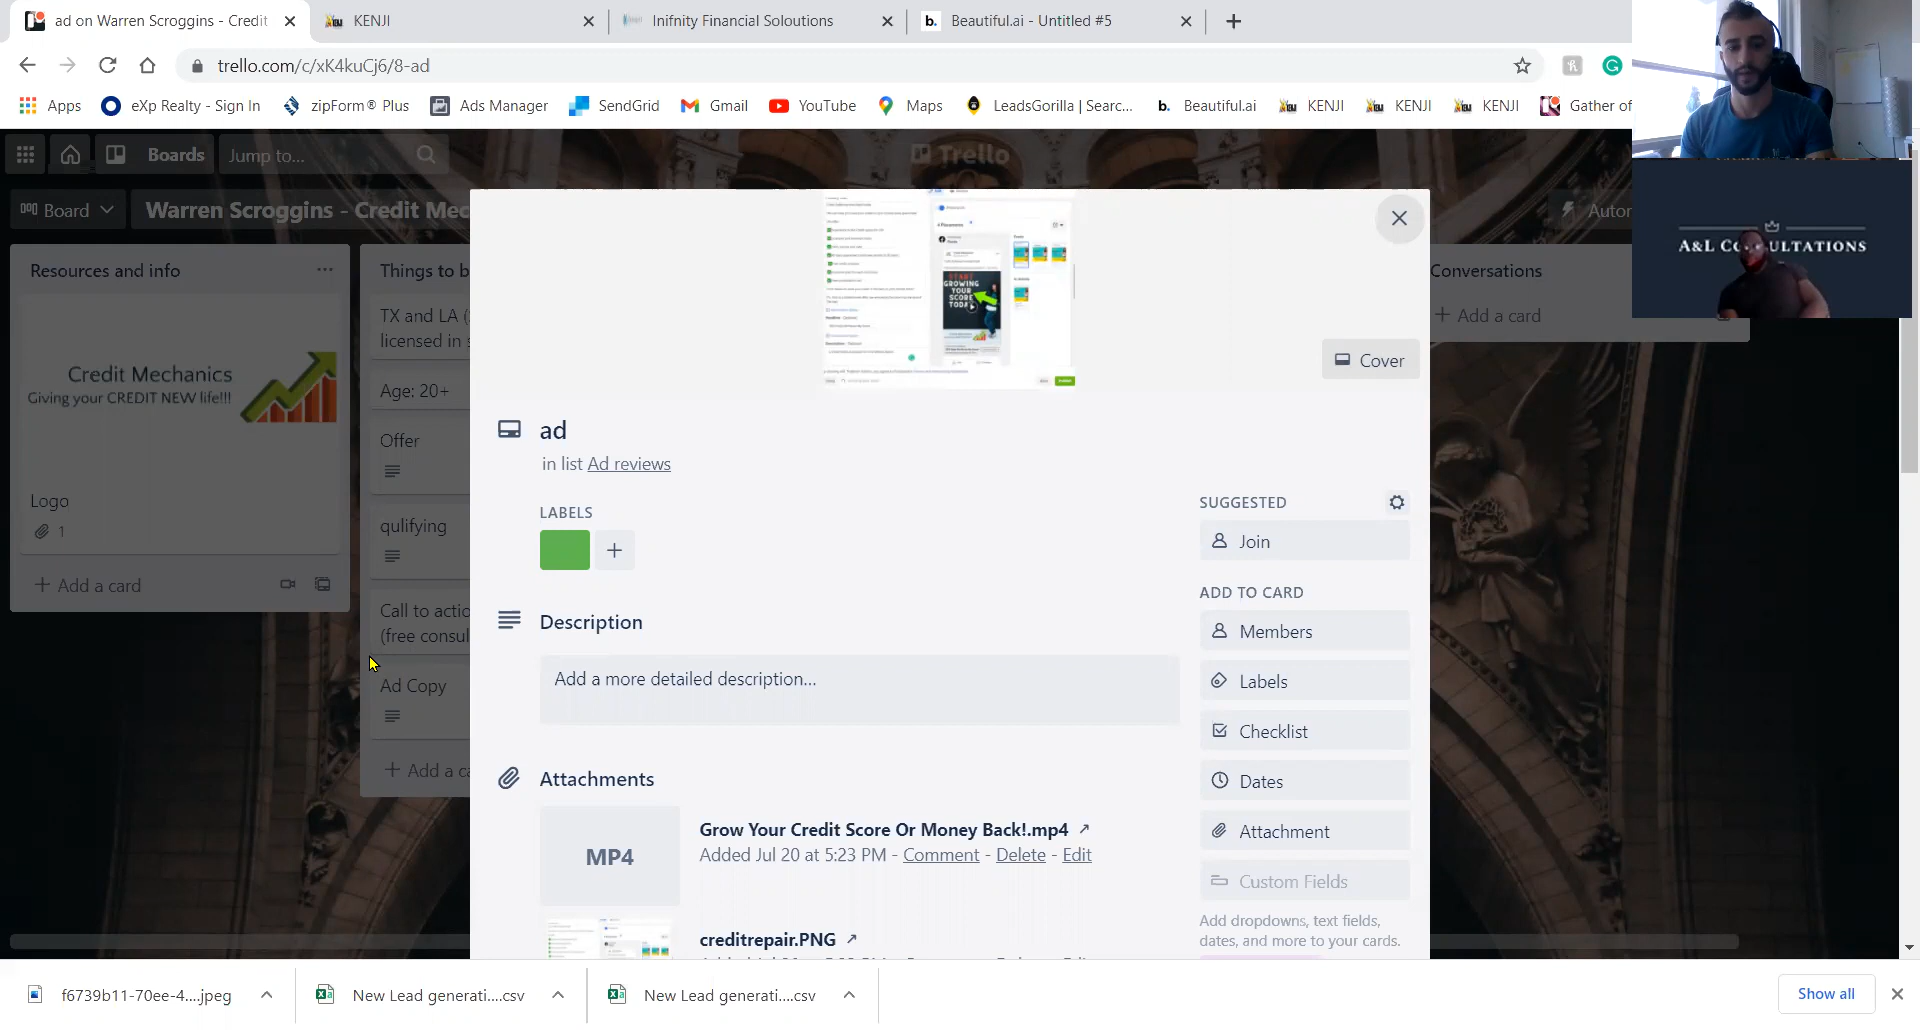 ad on Warren Scroggins - Credit
KENJI
Inifnity Financial Soloutions
b. Beautiful.ai - Untitled #5
trello.com/c/xK4kuCj6/8-ad
Apps
eXp Realty - Sign In
zipForm® Plus
Ads Manager
SendGrid
Gmail
YouTube
Maps
LeadsGorilla | Searc...
b. Beautiful.ai
KENJI
KENJI
KENJI
Gather of
Boards
Jump to...
Trello
Board
Warren Scroggins - Credit Mec
Autor
A&L
Resources and info
Credit Mechanics
Giving your CREDIT NEW life!!!
Logo
1
+ Add a card
Things to b
TX and LA (
licensed in s
Age: 20+
Offer
qulifying
Call to actic
(free consul
Ad Copy
+ Add a ca
START
GROWING
YOUR
SCORE
TODAY
Cover
ad
in list Ad reviews
LABELS
+
Description
Add a more detailed description...
Attachments
MP4
Grow Your Credit Score Or Money Back!.mp4
Added Jul 20 at 5:23 PM - Comment - Delete - Edit
creditrepair.PNG
SUGGESTED
Join
ADD TO CARD
Members
Labels
Checklist
Dates
Attachment
Custom Fields
Add dropdowns, text fields,
dates, and more to your cards.
Conversations
+ Add a card
f6739b11-70ee-4....jpeg
New Lead generati....csv
New Lead generati....csv
Show all